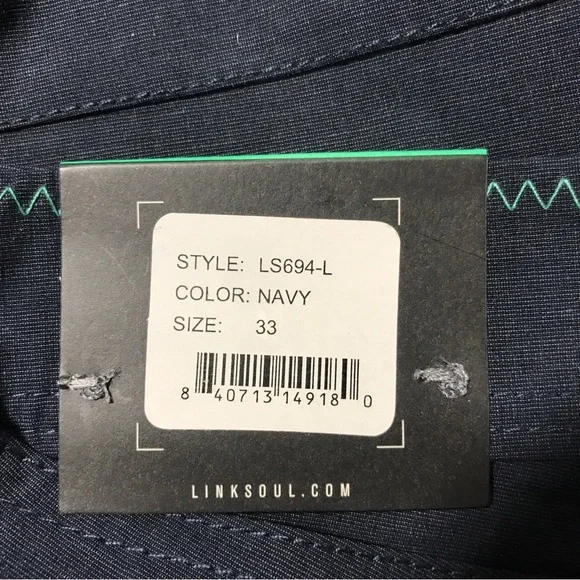 STYLE: LS694-L
COLOR: NAVY
SIZE: 33
8 40713 14918 0
LINKSOUL.COM